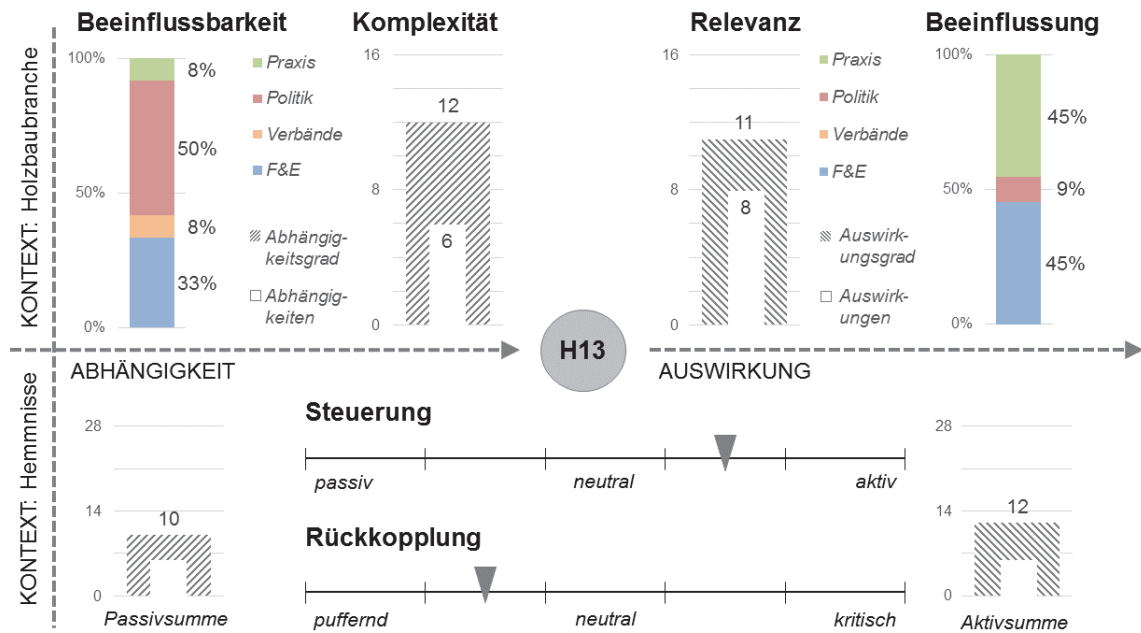 Beeinflussbarkeit
Komplexität
Relevanz
Beeinflussung
KONTEXT: Holzbaubranche
100%
50%
0%
8%
50%
8%
33%
Praxis
Politik
Verbände
F&E
Abhängig-
keitsgrad
Abhängig-
keiten
16
8
0
12
6
16
8
0
11
8
Praxis
Politik
Verbände
F&E
Auswirk-
ungsgrad
Auswirk-
ungen
100%
50%
0%
45%
9%
45%
H13
ABHÄNGIGKEIT
AUSWIRKUNG
KONTEXT: Hemmnisse
28
14
0
10
Passivsumme
Steuerung
passiv
neutral
aktiv
Rückkopplung
puffernd
neutral
kritisch
28
14
0
12
Aktivsumme